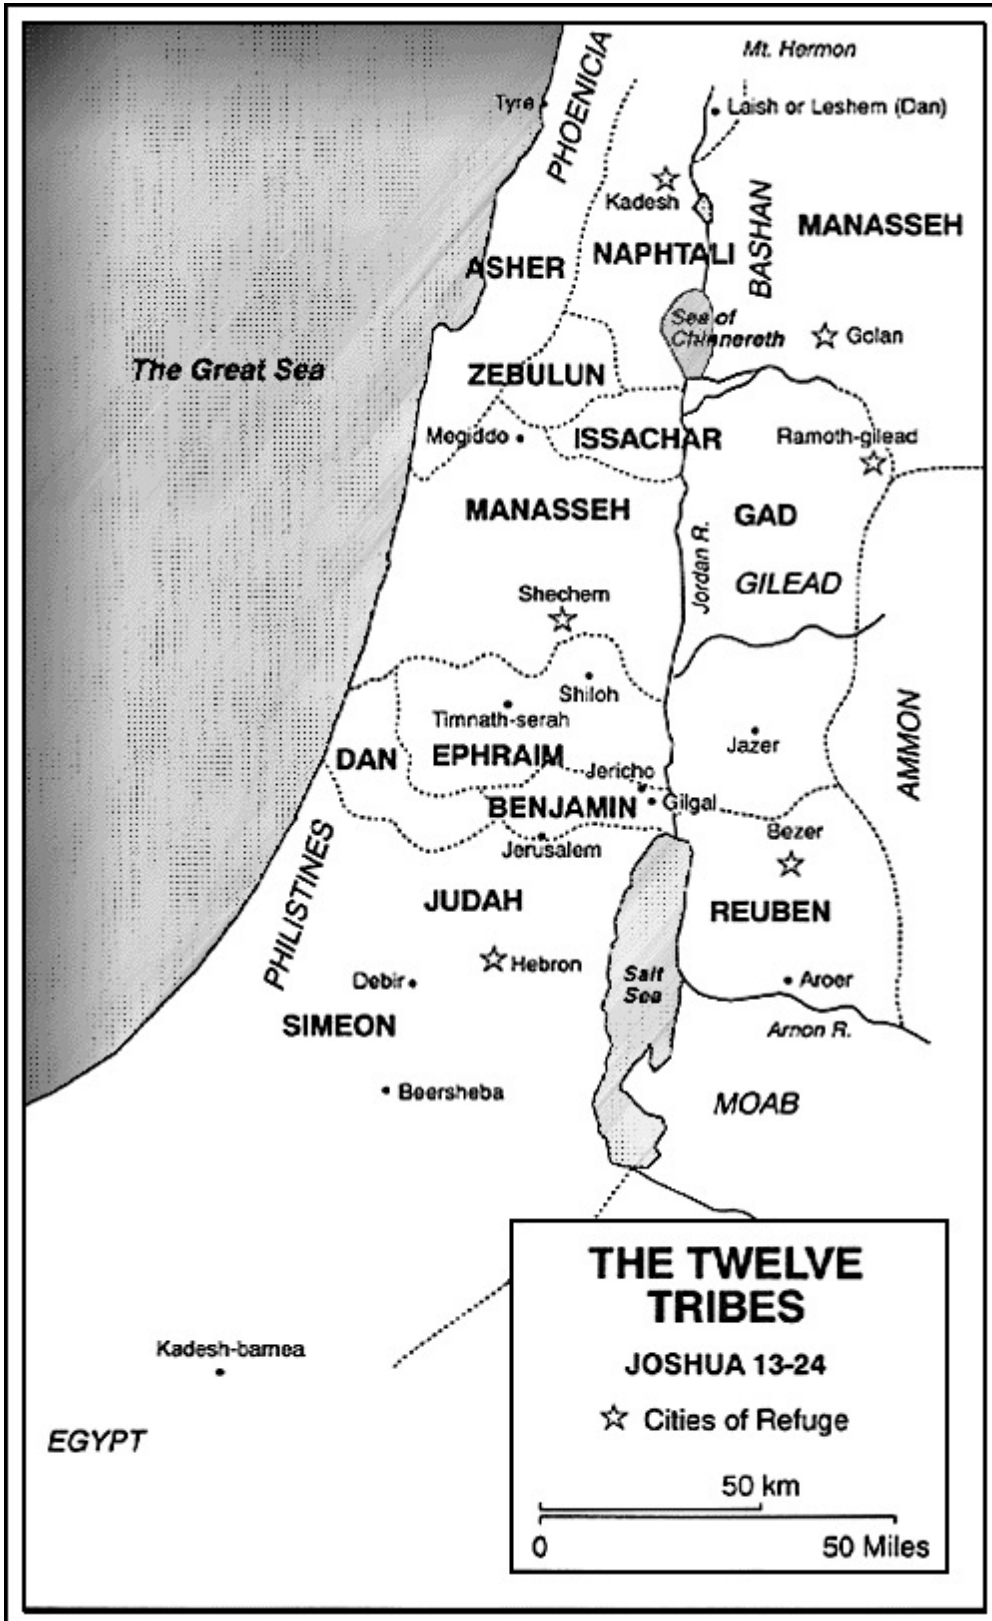 Mt. Hermon
PHOENICIA
Tyre
Laish or Leshem (Dan)
Kadesh
BASHAN
MANASSEH
NAPHTALI
ASHER
Sea of
Chinnereth
Golan
The Great Sea
ZEBULUN
Megiddo
ISSACHAR
Ramoth-gilead
MANASSEH
GAD
Jordan R.
GILEAD
Shechem
Shiloh
Timnath-serah
AMMON
Jazer
DAN
EPHRAIM
Jericho
BENJAMIN
Gilgal
Bezer
Jerusalem
PHILISTINES
JUDAH
REUBEN
Hebron
Salt
Sea
Debir
Aroer
SIMEON
Arnon R.
Beersheba
MOAB
THE TWELVE
TRIBES
JOSHUA 13-24
Cities of Refuge
50 km
0 50 Miles
Kadesh-barnea
EGYPT